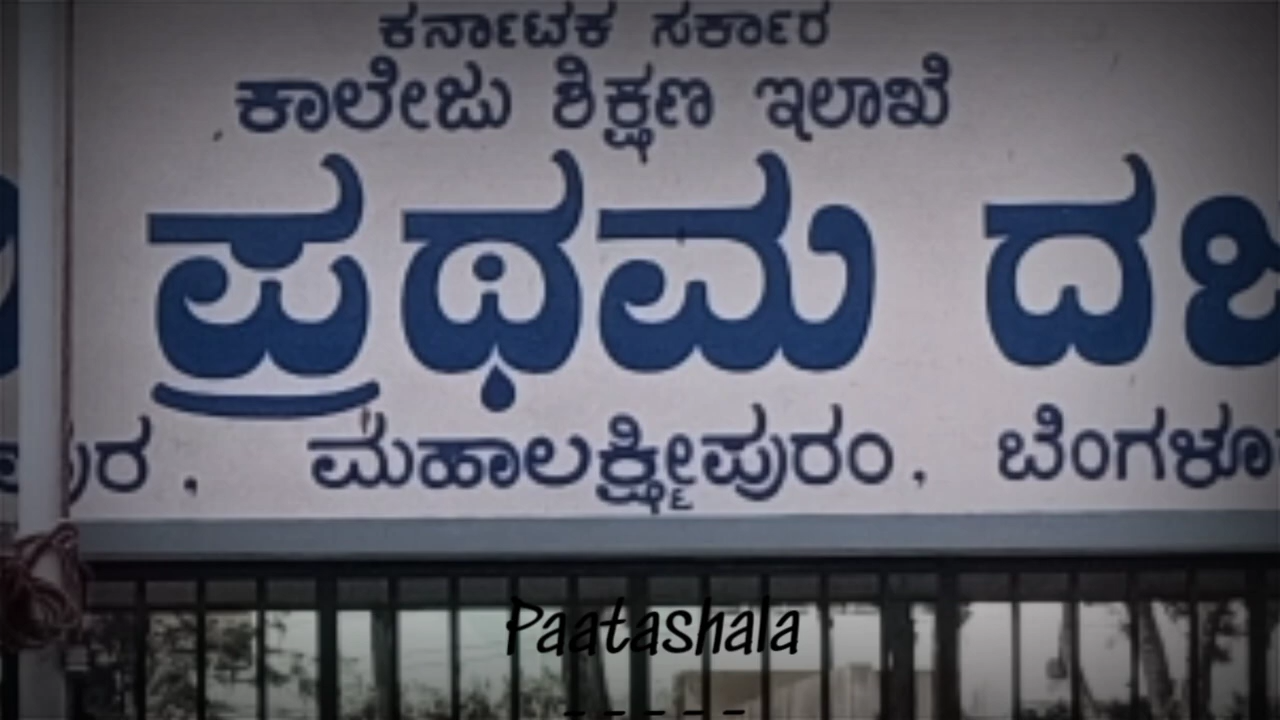 ಕರ್ನಾಟಕ ಸರ್ಕಾರ
ಕಾಲೇಜು ಶಿಕ್ಷಣ ಇಲಾಖೆ
ಪ್ರಥಮ
ಮಹಾಲಕ್ಷ್ಮೀಪುರಂ,
Paatashala
- - - - -